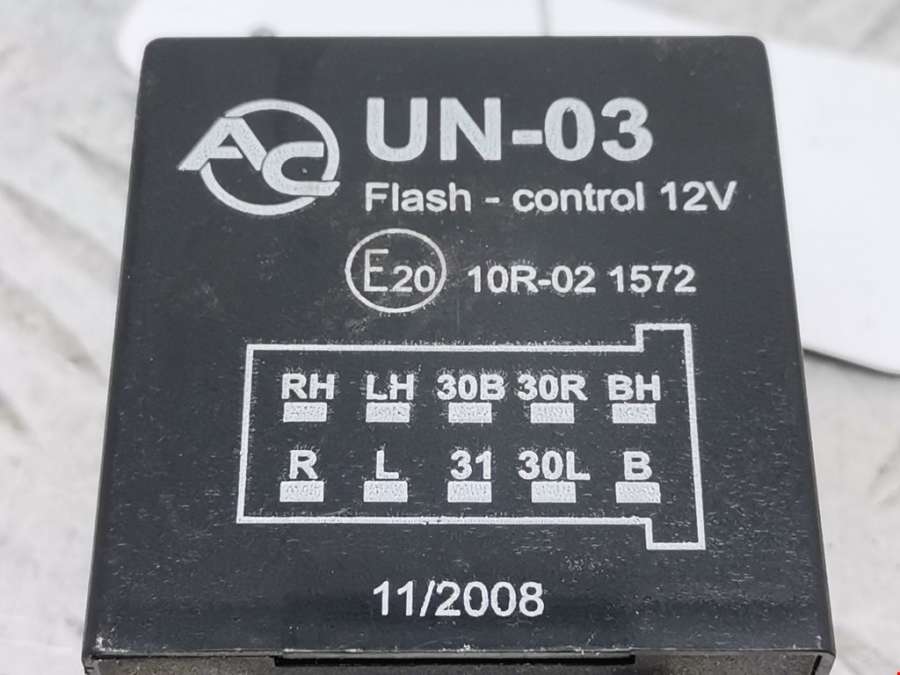 AC UN-03
Flash - control 12V
E20 10R-02 1572
RH LH 30B 30R BH
R L 31 30L B
11/2008